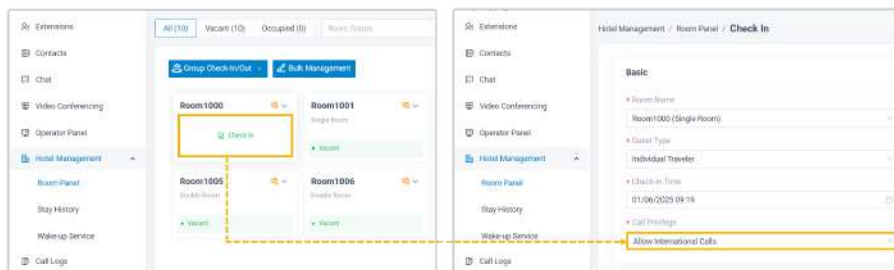 Extensions
Contacts
Chat
Video Conferencing
Operator Panel
Hotel Management
Room Panel
Stay History
Wake-up Service
Call Logs
All (10) Vacant (10) Occupied (0) Room Status
Group Check-In/Out Bulk Management
Room1000 Room1001
Single Room
Check In
Vacant
Room1005 Room1006
Double Room Double Room
Vacant Vacant
Extensions
Contacts
Chat
Video Conferencing
Operator Panel
Hotel Management
Room Panel
Stay History
Wake-up Service
Call Logs
Hotel Management / Room Panel / Check In
Basic
* Room Name
Room1000 (Single Room)
* Guest Type
Individual Traveler
* Check-in Time
01/06/2025 09:19
* Call Privilege
Allow International Calls